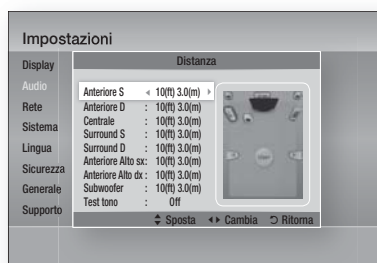 Impostazioni
Display
Audio
Rete
Sistema
Lingua
Sicurezza
Generale
Supporto
Distanza
Anteriore S ◀ 10(ft) 3.0(m) ▶
Anteriore D : 10(ft) 3.0(m)
Centrale : 10(ft) 3.0(m)
Surround S : 10(ft) 3.0(m)
Surround D : 10(ft) 3.0(m)
Anteriore Alto sx: 10(ft) 3.0(m)
Anteriore Alto dx : 10(ft) 3.0(m)
Subwoofer : 10(ft) 3.0(m)
Test tono : Off
Sposta Cambia Ritorna